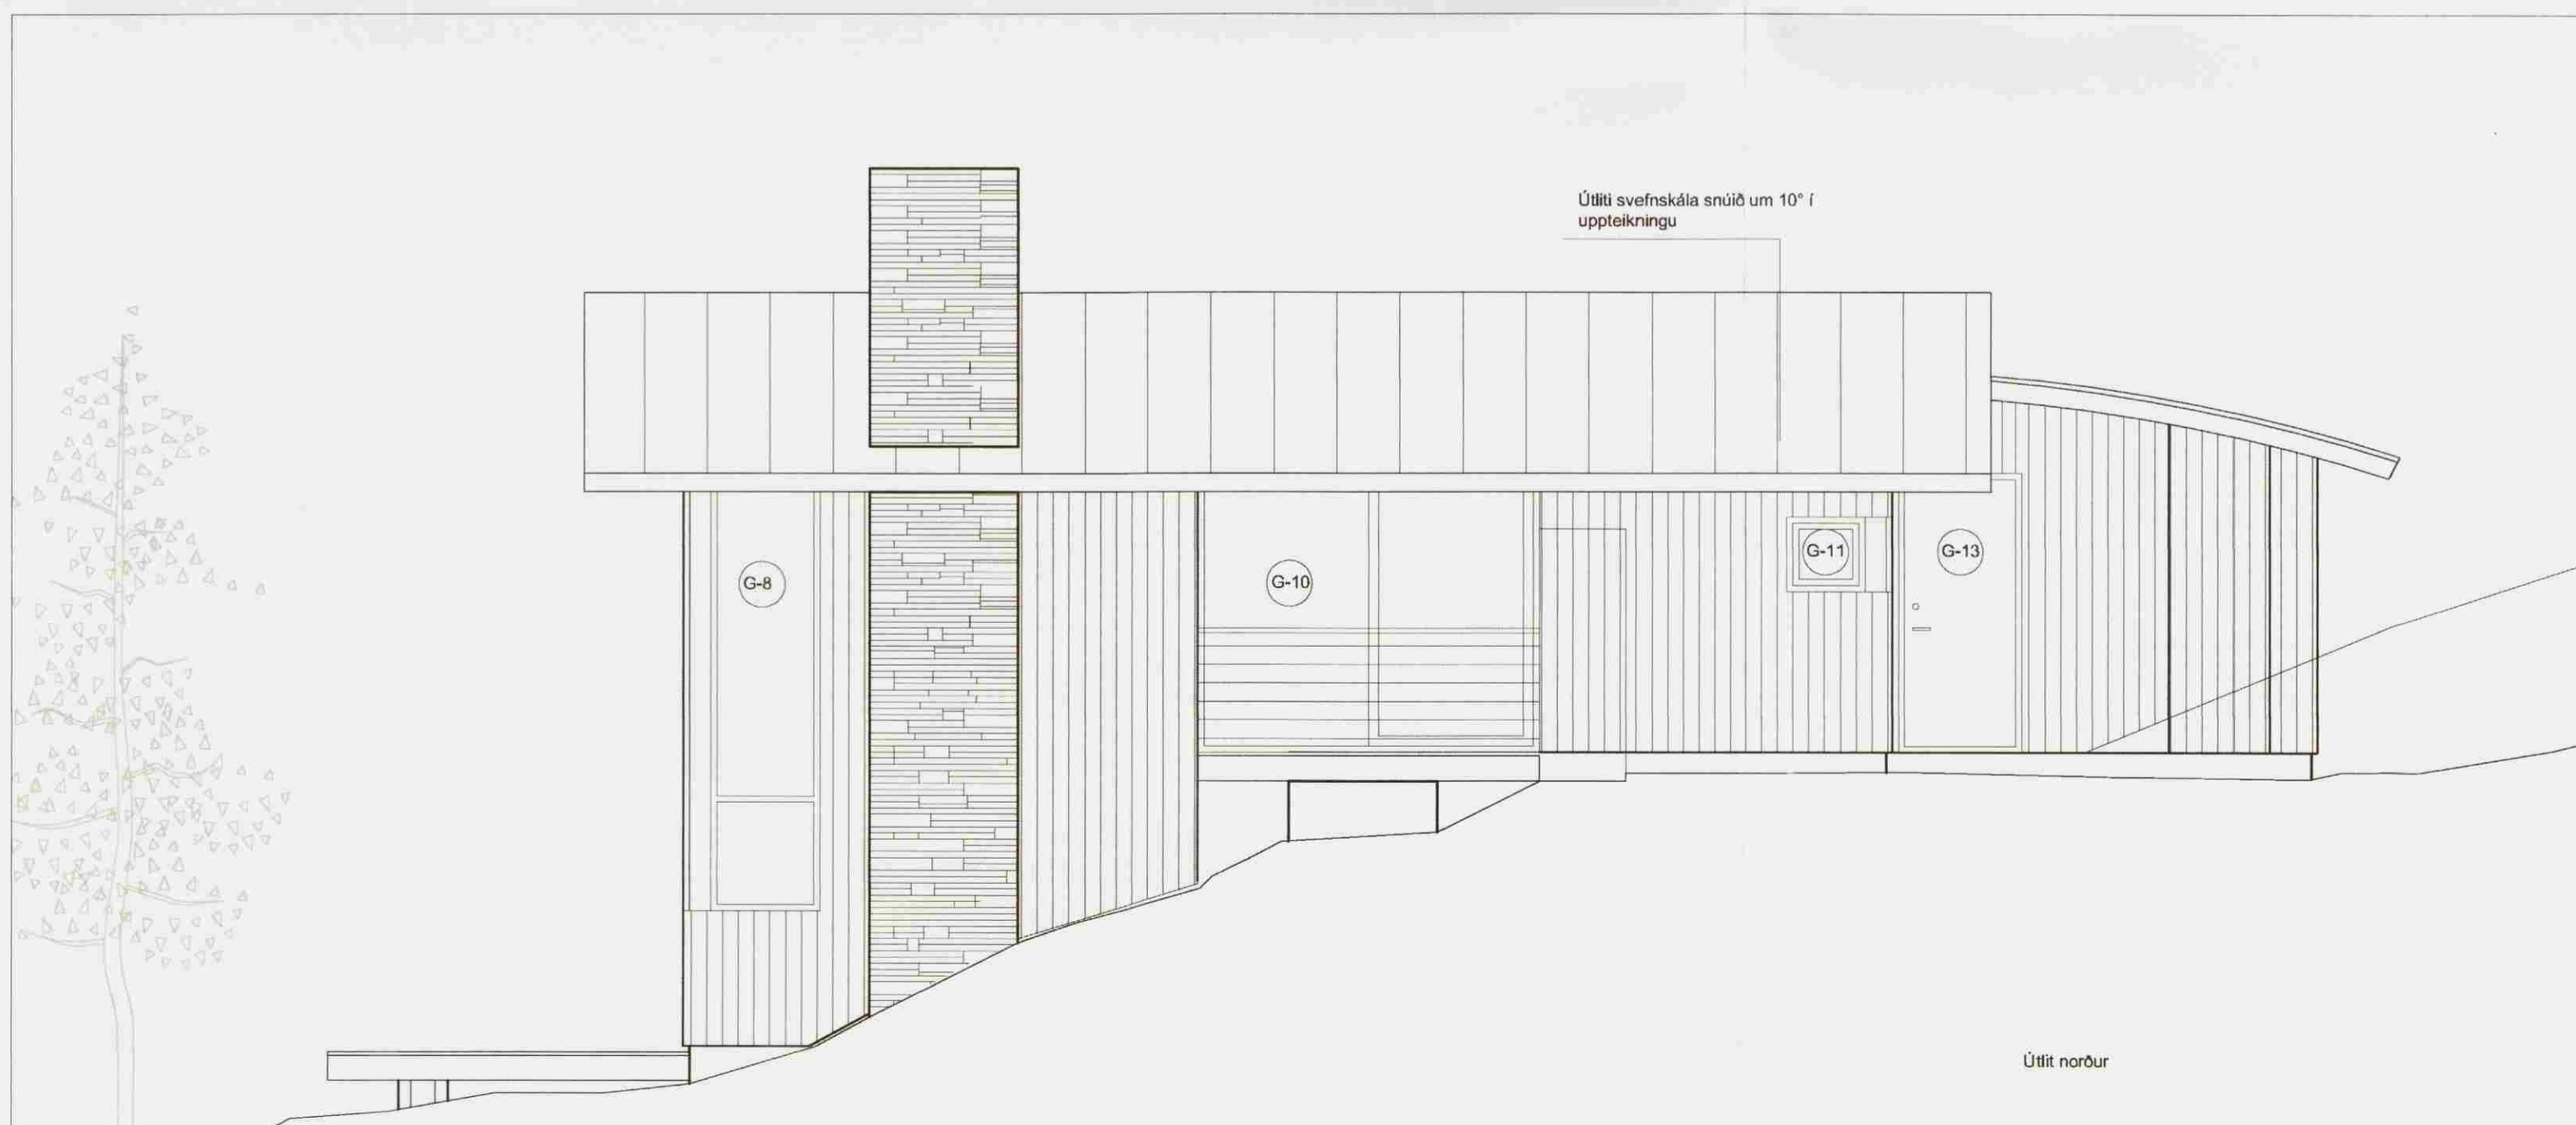 Útliti svefnskála snúið um 10° í
uppteikningu
G-8
G-10
G-11
G-13
Útlit norður